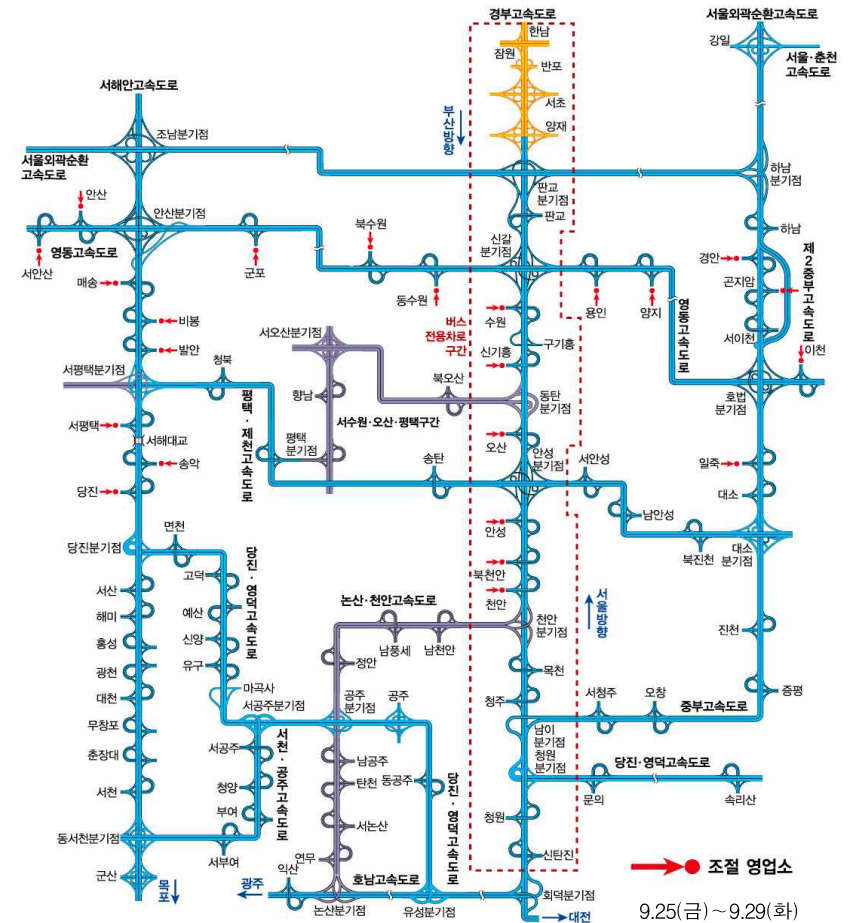 경부고속도로
서울외곽순환고속도로
한남
잠원
반포
서초
양재
강일
서울·춘천
고속도로
서해안고속도로
부산방향
조남분기점
서울외곽순환
고속도로
판교
분기점
판교
하남
분기점
하남
안산
안산분기점
영동고속도로
서안산
군포
북수원
동수원
신갈
분기점
용인
양지
영동고속도로
경안
곤지암
제2중부고속도로
서이천
이천
호법
분기점
매송
비봉
발안
수원
버스
전용차로
구간
구기흥
신기흥
서오산분기점
북오산
동탄
분기점
향남
서수원·오산·평택구간
서평택분기점
청북
평택·제천고속도로
평택
분기점
서평택
서해대교
송악
당진
송탄
오산
안성
분기점
서안성
남안성
북진천
일죽
대소
대소
분기점
안성
북천안
천안
서울방향
천안
분기점
당진분기점
면천
당진·영덕고속도로
고덕
예산
신양
유구
마곡사
서공주분기점
서산
해미
홍성
광천
대천
무창포
춘장대
서천
동서천분기점
군산
목포
논산·천안고속도로
남풍세
남천안
정안
공주
분기점
공주
목천
청주
서청주
오창
중부고속도로
진천
증평
남이
분기점
청원
분기점
당진·영덕고속도로
문의
속리산
서공주
청양
부여
서부여
서천·공주고속도로
남공주
탄천
동공주
서논산
연무
당진·영덕고속도로
청원
신탄진
익산
광주
호남고속도로
논산분기점
유성분기점
회덕분기점
대전
조절 영업소
9.25(금)~9.29(화)